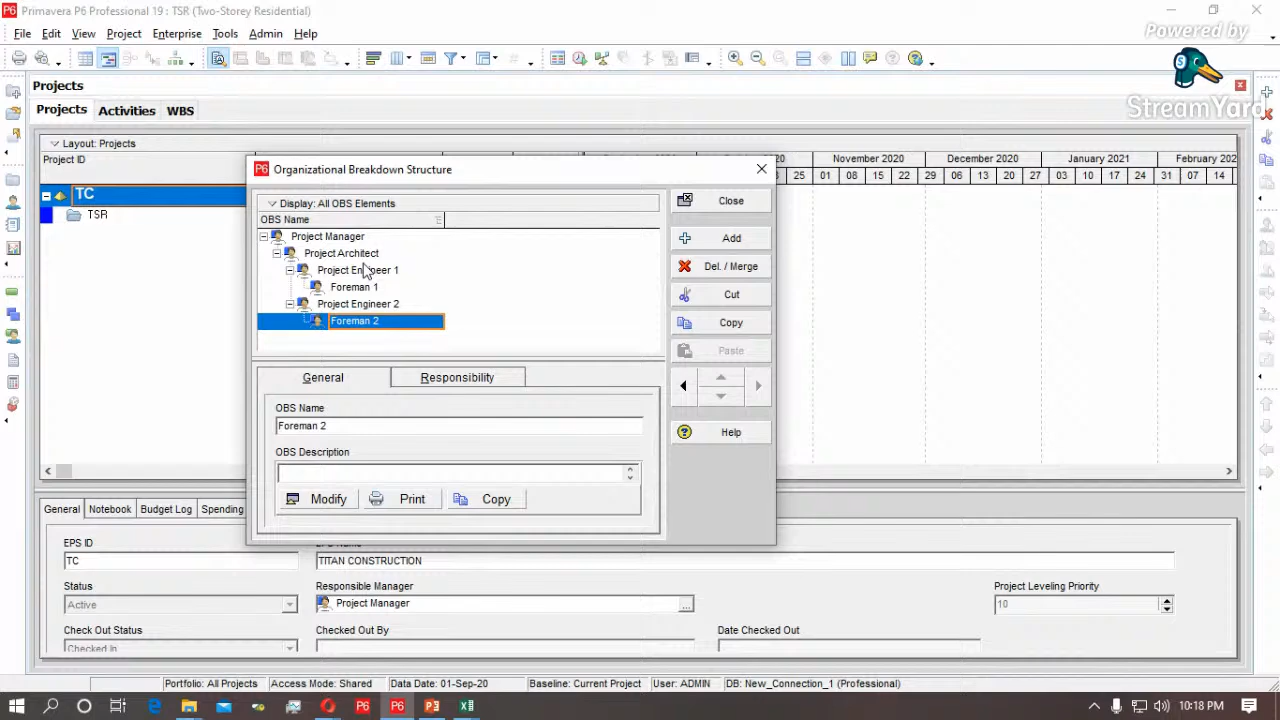 Primavera P6 Professional 19 : TSR (Two-Storey Residential)
File Edit View Project Enterprise Tools Admin Help
Powered by
StreamYard
Projects
Projects Activities WBS
Layout: Projects
Project ID
November 2020 December 2020 January 2021 February 202
25 01 08 15 22 29 06 13 20 27 03 10 17 24 31 07 14
TC
TSR
P6 Organizational Breakdown Structure
Display: All OBS Elements
OBS Name
Project Manager
Project Architect
Project Engineer 1
Foreman 1
Project Engineer 2
Foreman 2
Close
Add
Del. / Merge
Cut
Copy
Paste
Help
General Responsibility
OBS Name
Foreman 2
OBS Description
Modify Print Copy
General Notebook Budget Log Spending
EPS ID
TC
TITAN CONSTRUCTION
Status Responsible Manager Project Leveling Priority
Active Project Manager ... 10
Check Out Status Checked Out By Date Checked Out
Checked In
Portfolio: All Projects Access Mode: Shared Data Date: 01-Sep-20 Baseline: Current Project User: ADMIN DB: New_Connection_1 (Professional)
10:18 PM